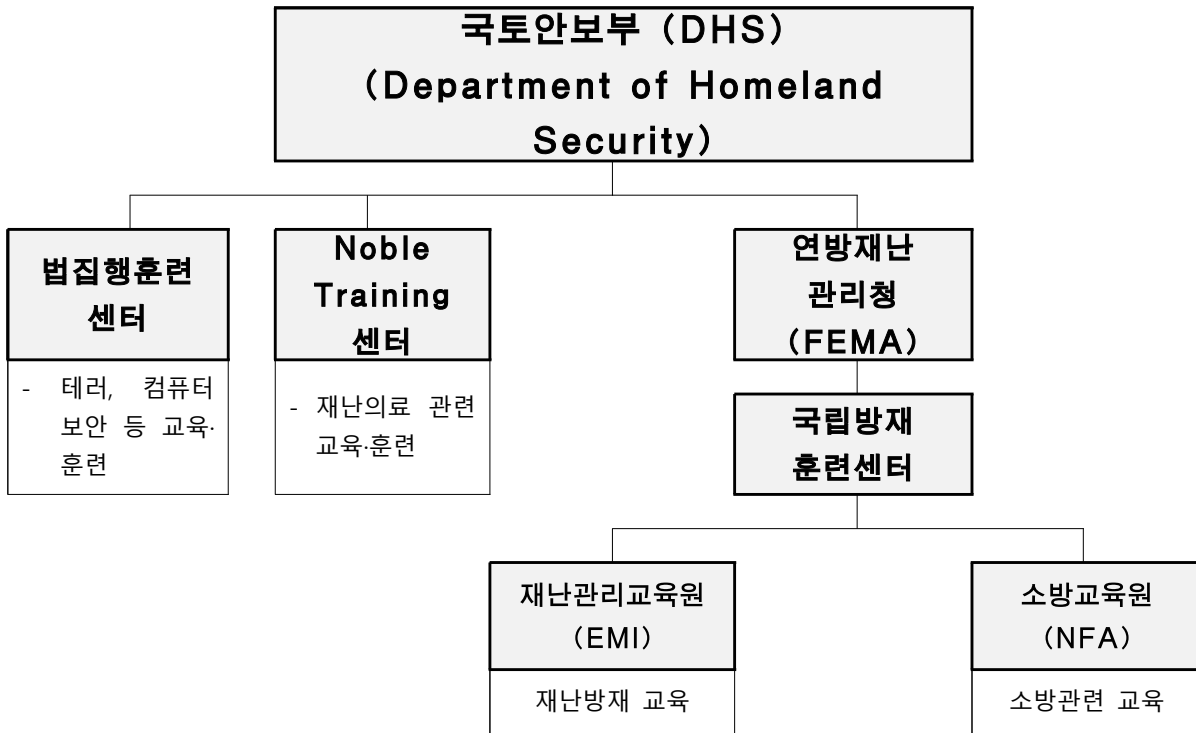 국토안보부 (DHS)
(Department of Homeland
Security)
법집행훈련
센터
- 테러, 컴퓨터
보안 등 교육·
훈련
Noble
Training
센터
- 재난의료 관련
교육·훈련
연방재난
관리청
(FEMA)
국립방재
훈련센터
재난관리교육원
(EMI)
재난방재 교육
소방교육원
(NFA)
소방관련 교육